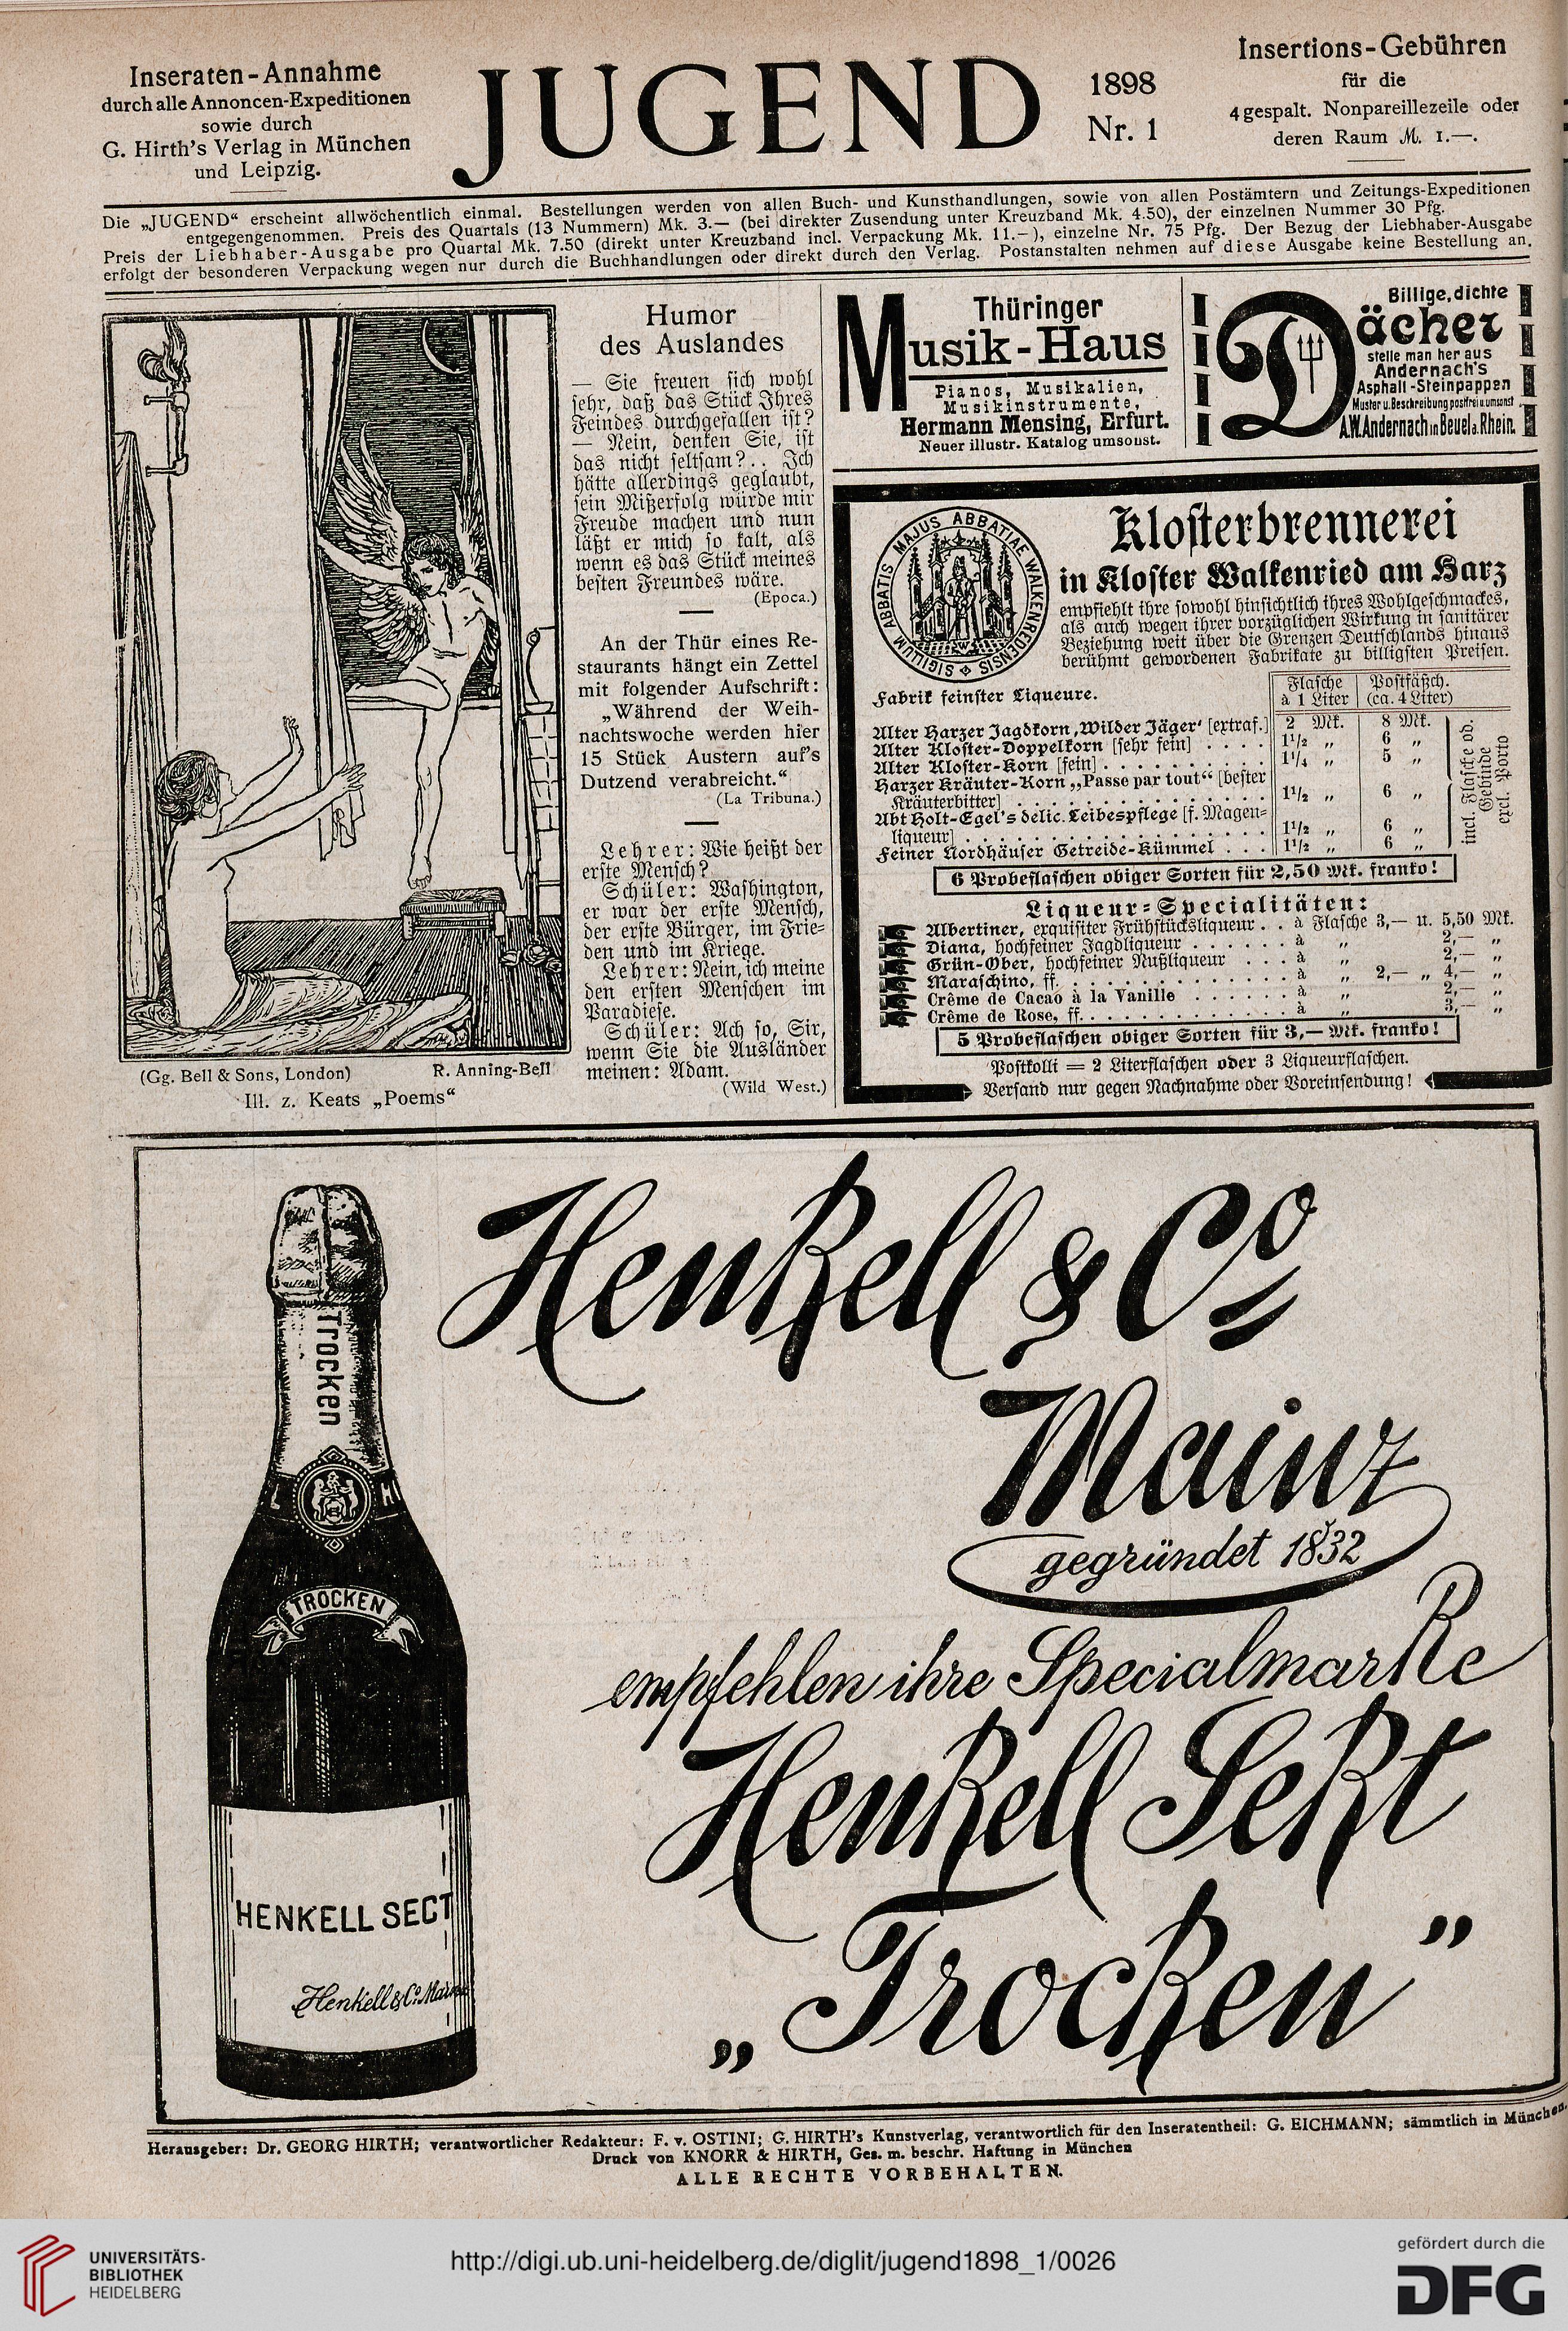 Inseraten-Annahme
durch alle Annoncen-Expeditionen
sowie durch
G. Hirth's Verlag in München
und Leipzig.
JUGEND
1898
Nr. 1
Insertions-Gebühren
für die
4 gespalt. Nonpareillezeile oder
deren Raum M. 1.—.
Die „JUGEND“ erscheint allwöchentlich einmal. Bestellungen werden von allen Buch- und Kunsthandlungen, sowie von allen Postämtern und Zeitungs-Expeditionen
entgegengenommen. Preis des Quartals (13 Nummern) Mk. 3.— (bei direkter Zusendung unter Kreuzband Mk. 4.50), der einzelnen Nummer 30 Pfg.
Preis der Liebhaber-Ausgabe pro Quartal Mk. 7.50 (direkt unter Kreuzband incl. Verpackung Mk. 11.—), einzelne Nr. 75 Pfg. Der Bezug der Liebhaber-Ausgabe
erfolgt der besonderen Verpackung wegen nur durch die Buchhandlungen oder direkt durch den Verlag. Postanstalten nehmen auf diese Ausgabe keine Bestellung an.
(Gg. Bell & Sons, London)
R. Anning-Bell
Ill. z. Keats „Poems“
Humor
des Auslandes
— Sie freuen sich wohl
sehr, daß das Stück Ihres
Feindes durchgefallen ist?
— Nein, denken Sie, ist
das nicht seltsam? . . Ich
hätte allerdings geglaubt,
sein Mißerfolg würde mir
Freude machen und nun
läßt er mich so kalt, als
wenn es das Stück meines
besten Freundes wäre.
(Epoca.)
An der Thür eines Re-
staurants hängt ein Zettel
mit folgender Aufschrift:
„Während der Weih-
nachtswoche werden hier
15 Stück Austern auf's
Dutzend verabreicht.“
(La Tribuna.)
Lehrer: Wie heißt der
erste Mensch?
Schüler: Washington,
er war der erste Mensch,
der erste Bürger, im Frie-
den und im Kriege.
Lehrer: Nein, ich meine
den ersten Menschen im
Paradiese.
Schüler: Ach so, Sir,
wenn Sie die Ausländer
meinen: Adam.
(Wild West.)
Thüringer
Musik-Haus
Pianos, Musikalien,
Musikinstrumente,
Hermann Mensing, Erfurt.
Neuer illustr. Katalog umsonst.
Billige, dichte
Dächer
stelle man her aus
Andernach's
Asphalt-Steinpappen
Muster u. Beschreibung postfrei u. umsonst
A.W. Andernach in Beuel a. Rhein.
SIGILLUM ABBATIS MAJUS ABBATIAE WALKENREDENSIS
Klosterbrennerei
in Kloster Walkenried am Harz
empfiehlt ihre sowohl hinsichtlich ihres Wohlgeschmackes,
als auch wegen ihrer vorzüglichen Wirkung in sanitärer
Beziehung weit über die Grenzen Deutschlands hinaus
berühmt gewordenen Fabrikate zu billigsten Preisen.
Fabrik feinster Liqueure.
Flasche à 1 Liter | Postfäßch. (ca. 4 Liter)
Alter Harzer Jagdkorn ‚Wilder Jäger‘ [extraf.] 2 Mk. 8 Mk.
Alter Kloster-Doppelkorn [sehr fein] . . . . 1 1/2 „ 6 „
Alter Kloster-Korn [fein] . . . . . . . . . . 1 1/4 „ 5 „
Harzer Kräuter-Korn „Passe par tout“ [bester
Kräuterbitter] . . . . . . . . . . . . . . . 1 1/2 „ 6 „
Abt Holt-Egel's delic. Leibespflege [f. Magen-
liqueur] . . . . . . . . . . . . . . . . . . 1 1/2 „ 6 „
Feiner Nordhäuser Getreide-Kümmel . . . 1 1/2 „ 6 „
incl. Flasche od.
Gebinde
excl. Porto
6 Probeflaschen obiger Sorten für 2,50 Mk. franko!
Liqueur-Specialitäten:
Albertiner, exquisiter Frühstücksliqueur . . à Flasche 3,— u. 5,50 Mk.
Diana, hochfeiner Jagdliqueur . . . . . . à „ 2,— „
Grün-Ober, hochfeiner Nußliqueur . . . à „ 2,— „
Maraschino, ff. . . . . . . . . . . . . . à „ 2,— „ 4,— „
Crême de Cacao à la Vanille . . . . . . à „ 2,— „
Crême de Rose, ff. . . . . . . . . . . . . à „ 3,— „
5 Probeflaschen obiger Sorten für 3,— Mk. franko!
Postkolli = 2 Literflaschen oder 3 Liqueurflaschen.
Versand nur gegen Nachnahme oder Voreinsendung!
Henkell & Co
Mainz
gegründet 1832
empfehlen ihre Specialmarke
Henkell Sekt
„Trocken”
Trocken
TROCKEN
HENKELL SECT
Henkell & Co. Mainz
Herausgeber: Dr. GEORG HIRTH; verantwortlicher Redakteur: F. v. OSTINI; G. HIRTH's Kunstverlag, verantwortlich für den Inseratentheil: G. EICHMANN; sämmtlich in München.
Druck von KNORR & HIRTH, Ges. m. beschr. Haftung in München
ALLE RECHTE VORBEHALTEN.
UNIVERSITÄTS-
BIBLIOTHEK
HEIDELBERG
http://digi.ub.uni-heidelberg.de/diglit/jugend1898_1/0026
gefördert durch die
DFG